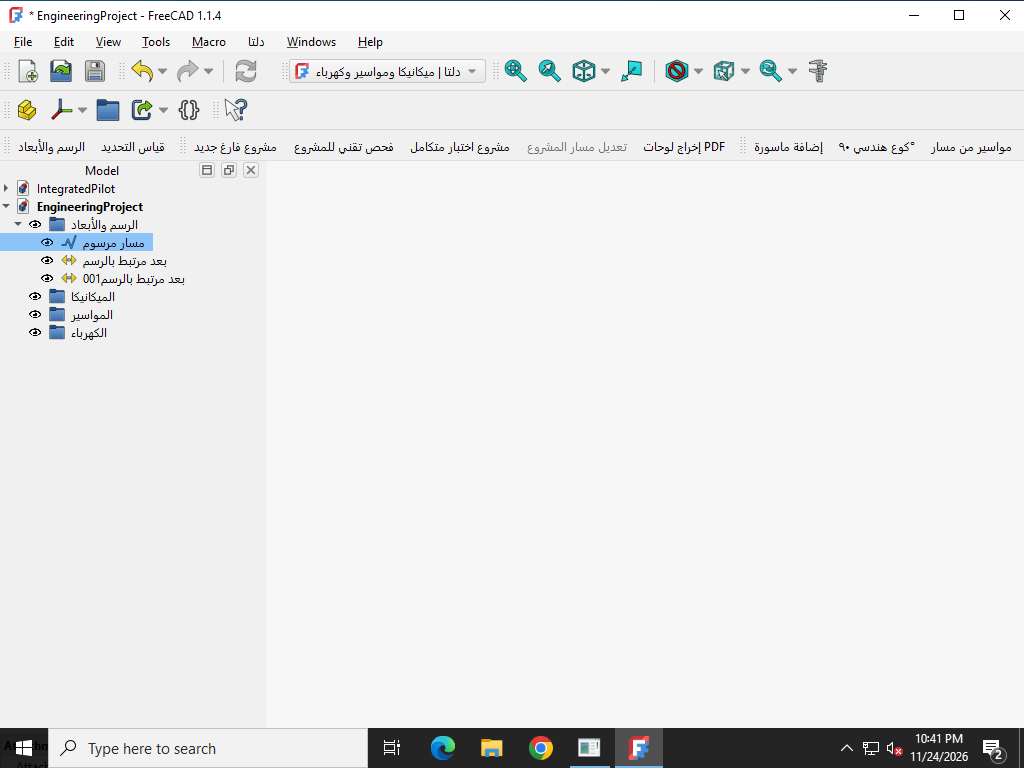 * EngineeringProject - FreeCAD 1.1.4
File Edit View Tools Macro دلتا Windows Help
دلتا | ميكانيكا ومواسير وكهرباء
الرسم والأبعاد قياس التحديد مشروع فارغ جديد فحص تقني للمشروع مشروع اختبار متكامل تعديل مسار المشروع إخراج لوحات PDF إضافة ماسورة كوع هندسي ٩٠° مواسير من مسار
Model
IntegratedPilot
EngineeringProject
الرسم والأبعاد
مسار مرسوم
بعد مرتبط بالرسم
بعد مرتبط بالرسم001
الميكانيكا
المواسير
الكهرباء
Type here to search
10:41 PM
11/24/2026
2